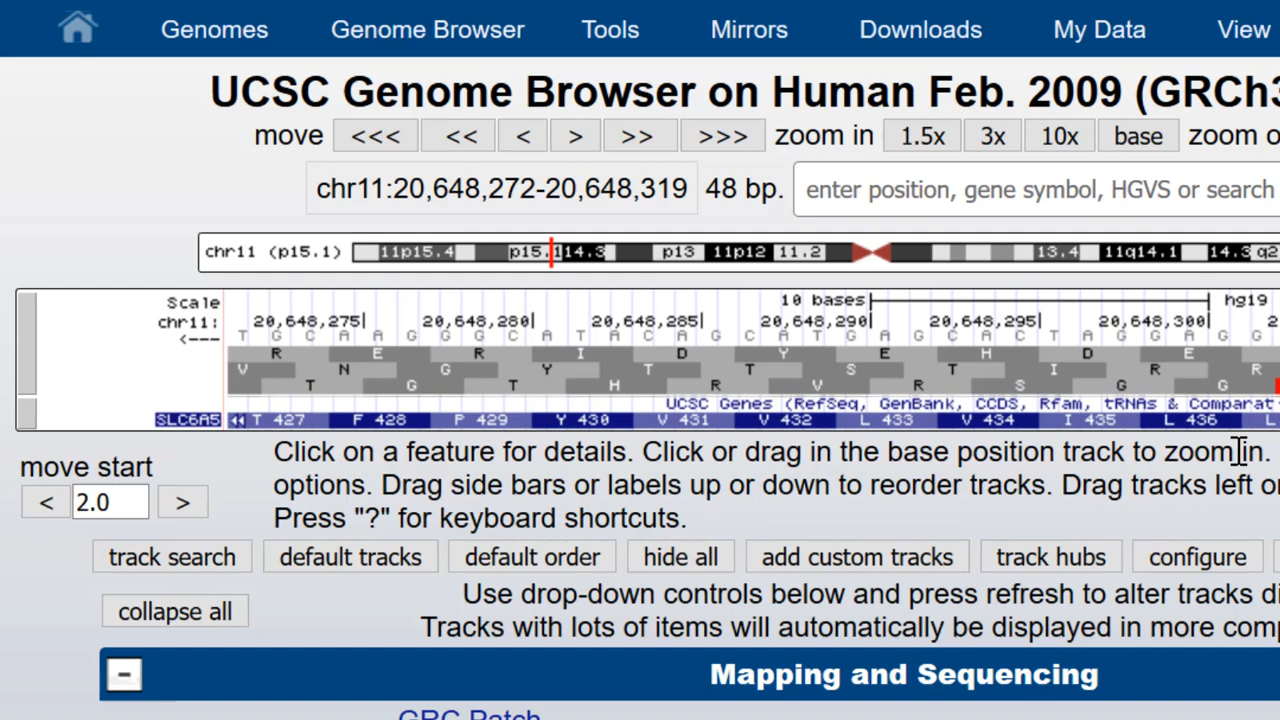 Genomes Genome Browser Tools Mirrors Downloads My Data View
UCSC Genome Browser on Human Feb. 2009 (GRCh3
move <<< << < > >> >>> zoom in 1.5x 3x 10x base zoom o
chr11:20,648,272-20,648,319 48 bp. enter position, gene symbol, HGVS or search
chr11 (p15.1) 11p15.4 p15.1 14.3 p13 11p12 11.2 13.4 11q14.1 14.3 q2
Scale 10 bases hg19
chr11: 20,648,275 20,648,280 20,648,285 20,648,290 20,648,295 20,648,300
<--- T G C A A G G G C A T A C A G C A T G A G C A C T A G A G G
R E R I D Y E H D E R
V N G Y T T S T I R
T G T H R V R S G G
UCSC Genes (RefSeq, GenBank, CCDS, Rfam, tRNAs & Comparat
SLC6A5 T 427 F 428 P 429 Y 430 V 431 V 432 L 433 V 434 I 435 L 436 L
Click on a feature for details. Click or drag in the base position track to zoom in.
move start
options. Drag side bars or labels up or down to reorder tracks. Drag tracks left or
< 2.0 >
Press "?" for keyboard shortcuts.
track search default tracks default order hide all add custom tracks track hubs configure
collapse all
Use drop-down controls below and press refresh to alter tracks di
Tracks with lots of items will automatically be displayed in more comp
Mapping and Sequencing
GRC Patch